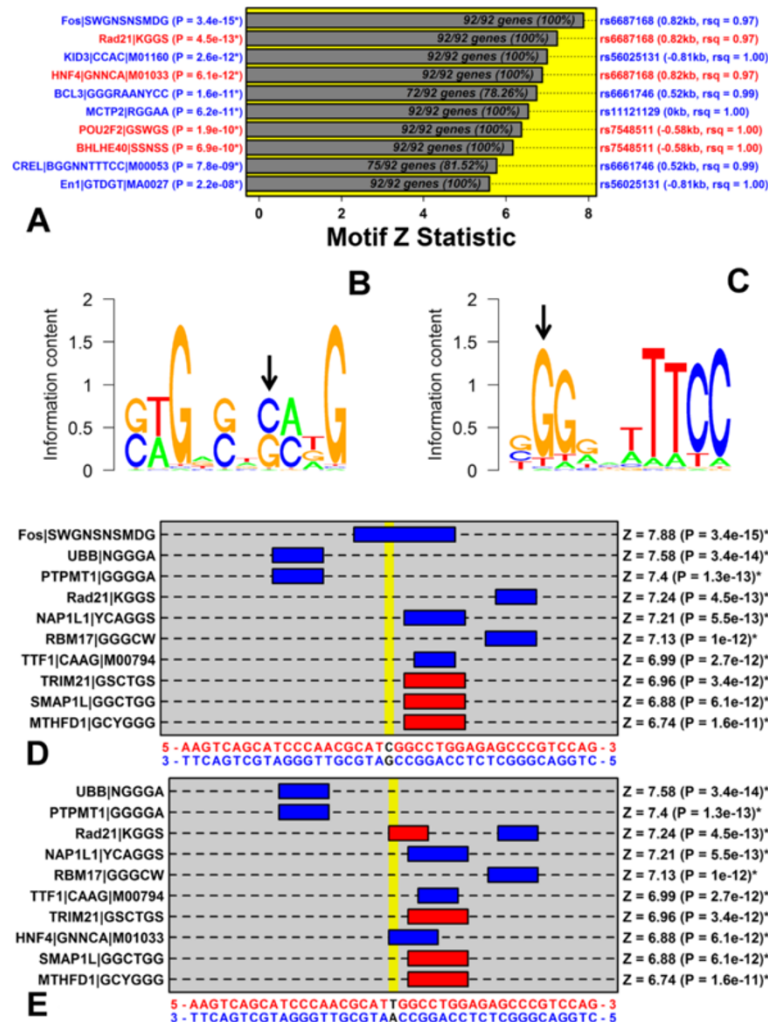 Fos|SWGNSNSMDG (P = 3.4e-15*) 92/92 genes (100%) rs6687168 (0.82kb, rsq = 0.97)
Rad21|KGGS (P = 4.5e-13*) 92/92 genes (100%) rs6687168 (0.82kb, rsq = 0.97)
KID3|CCAC|M01160 (P = 2.6e-12*) 92/92 genes (100%) rs56025131 (-0.81kb, rsq = 1.00)
HNF4|GNNCA|M01033 (P = 6.1e-12*) 92/92 genes (100%) rs6687168 (0.82kb, rsq = 0.97)
BCL3|GGGRAANYCC (P = 1.6e-11*) 72/92 genes (78.26%) rs6661746 (0.52kb, rsq = 0.99)
MCTP2|RGGAA (P = 6.2e-11*) 92/92 genes (100%) rs11121129 (0kb, rsq = 1.00)
POU2F2|GSWGS (P = 1.9e-10*) 92/92 genes (100%) rs7548511 (-0.58kb, rsq = 1.00)
BHLHE40|SSNSS (P = 6.9e-10*) 92/92 genes (100%) rs7548511 (-0.58kb, rsq = 1.00)
CREL|BGGNNTTTCC|M00053 (P = 7.8e-09*) 75/92 genes (81.52%) rs6661746 (0.52kb, rsq = 0.99)
En1|GTDGT|MA0027 (P = 2.2e-08*) 92/92 genes (100%) rs56025131 (-0.81kb, rsq = 1.00)
0 2 4 6 8
A Motif Z Statistic
B
Information content
2
1.5
1
0.5
0
C
Information content
2
1.5
1
0.5
0
Fos|SWGNSNSMDG Z = 7.88 (P = 3.4e-15)*
UBB|NGGGA Z = 7.58 (P = 3.4e-14)*
PTPMT1|GGGGA Z = 7.4 (P = 1.3e-13)*
Rad21|KGGS Z = 7.24 (P = 4.5e-13)*
NAP1L1|YCAGGS Z = 7.21 (P = 5.5e-13)*
RBM17|GGGCW Z = 7.13 (P = 1e-12)*
TTF1|CAAG|M00794 Z = 6.99 (P = 2.7e-12)*
TRIM21|GSCTGS Z = 6.96 (P = 3.4e-12)*
SMAP1L|GGCTGG Z = 6.88 (P = 6.1e-12)*
MTHFD1|GCYGGG Z = 6.74 (P = 1.6e-11)*
5 - AAGTCAGCATCCCAACGCATCGGCCTGGAGAGCCCGTCCAG - 3
D 3 - TTCAGTCGTAGGGTTGCGTAGCCGGACCTCTCGGGCAGGTC - 5
UBB|NGGGA Z = 7.58 (P = 3.4e-14)*
PTPMT1|GGGGA Z = 7.4 (P = 1.3e-13)*
Rad21|KGGS Z = 7.24 (P = 4.5e-13)*
NAP1L1|YCAGGS Z = 7.21 (P = 5.5e-13)*
RBM17|GGGCW Z = 7.13 (P = 1e-12)*
TTF1|CAAG|M00794 Z = 6.99 (P = 2.7e-12)*
TRIM21|GSCTGS Z = 6.96 (P = 3.4e-12)*
HNF4|GNNCA|M01033 Z = 6.88 (P = 6.1e-12)*
SMAP1L|GGCTGG Z = 6.88 (P = 6.1e-12)*
MTHFD1|GCYGGG Z = 6.74 (P = 1.6e-11)*
5 - AAGTCAGCATCCCAACGCATTGGCCTGGAGAGCCCGTCCAG - 3
E 3 - TTCAGTCGTAGGGTTGCGTAACCGGACCTCTCGGGCAGGTC - 5